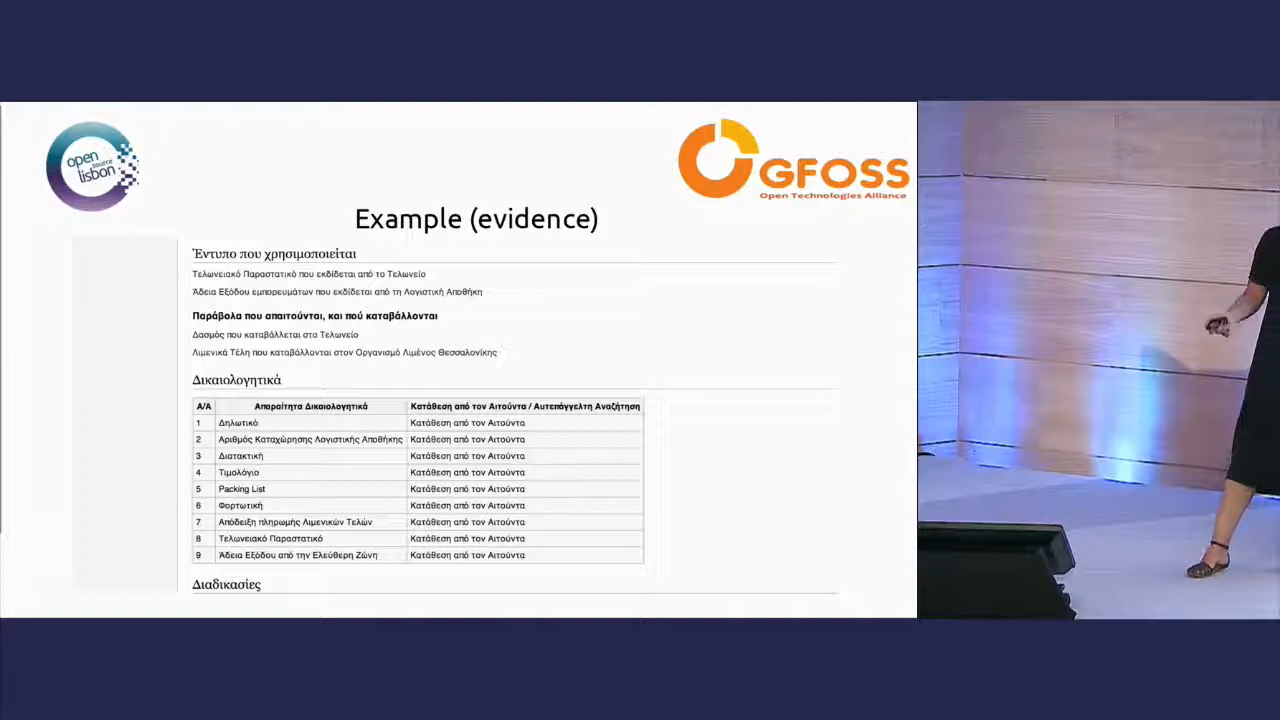 open
source
lisbon
GFOSS
Open Technologies Alliance
Example (evidence)
Έντυπο που χρησιμοποιείται
Τελωνειακό Παραστατικό που εκδίδεται από το Τελωνείο
Άδεια Εξόδου εμπορευμάτων που εκδίδεται από τη Λογιστική Αποθήκη
Παράβολα που απαιτούνται, και πού καταβάλλονται
Δασμός που καταβάλλεται στο Τελωνείο
Λιμενικά Τέλη που καταβάλλονται στον Οργανισμό Λιμένος Θεσσαλονίκης
Δικαιολογητικά
Α/Α Απαραίτητα Δικαιολογητικά Κατάθεση από τον Αιτούντα / Αυτεπάγγελτη Αναζήτηση
1 Δηλωτικό Κατάθεση από τον Αιτούντα
2 Αριθμός Καταχώρησης Λογιστικής Αποθήκης Κατάθεση από τον Αιτούντα
3 Διατακτική Κατάθεση από τον Αιτούντα
4 Τιμολόγιο Κατάθεση από τον Αιτούντα
5 Packing List Κατάθεση από τον Αιτούντα
6 Φορτωτική Κατάθεση από τον Αιτούντα
7 Απόδειξη πληρωμής Λιμενικών Τελών Κατάθεση από τον Αιτούντα
8 Τελωνειακό Παραστατικό Κατάθεση από τον Αιτούντα
9 Άδεια Εξόδου από την Ελεύθερη Ζώνη Κατάθεση από τον Αιτούντα
Διαδικασίες